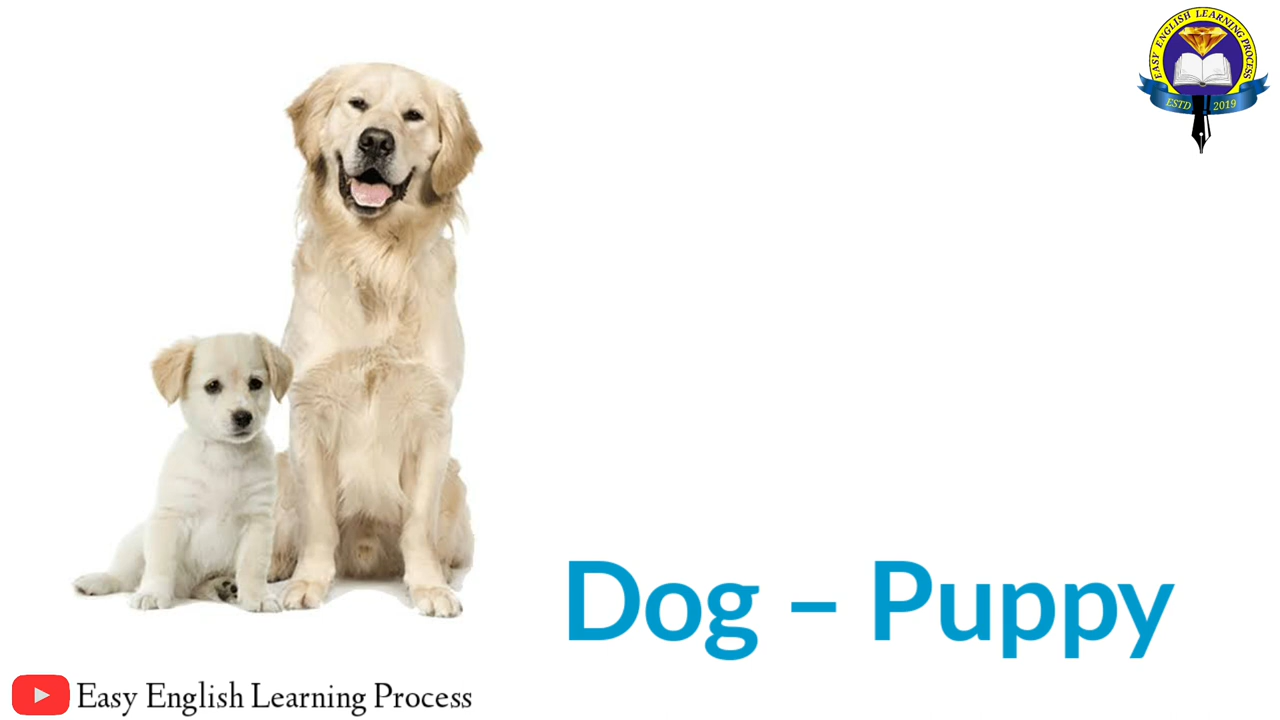 EASY ENGLISH LEARNING PROCESS
ESTD 2019
Dog – Puppy
Easy English Learning Process